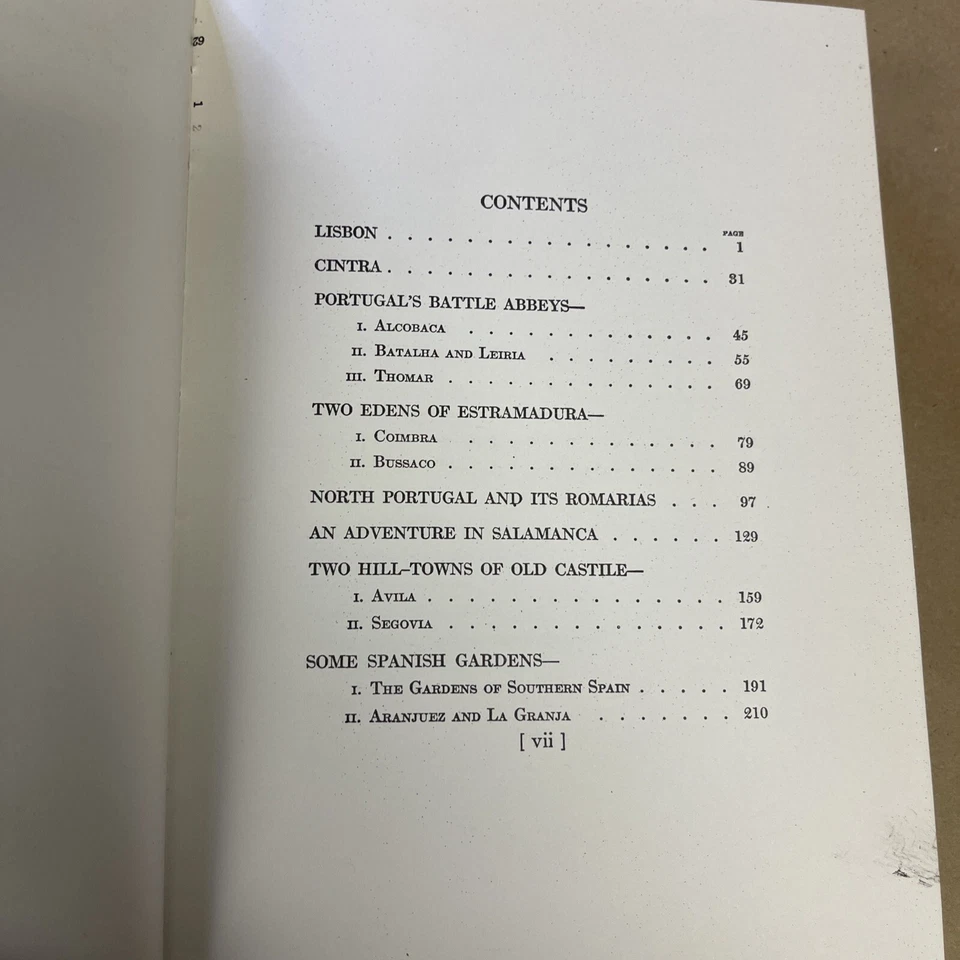 62
1
2
CONTENTS
PAGE
LISBON . . . . . . . . . . . . . . . . . 1
CINTRA . . . . . . . . . . . . . . . . . 31
PORTUGAL'S BATTLE ABBEYS—
I. ALCOBACA . . . . . . . . . . . . . 45
II. BATALHA AND LEIRIA . . . . . . . . . 55
III. THOMAR . . . . . . . . . . . . . . 69
TWO EDENS OF ESTRAMADURA—
I. COIMBRA . . . . . . . . . . . . . 79
II. BUSSACO . . . . . . . . . . . . . . 89
NORTH PORTUGAL AND ITS ROMARIAS . . . 97
AN ADVENTURE IN SALAMANCA . . . . . . 129
TWO HILL-TOWNS OF OLD CASTILE—
I. AVILA . . . . . . . . . . . . . . . 159
II. SEGOVIA . . . . . . . . . . . . . . 172
SOME SPANISH GARDENS—
I. THE GARDENS OF SOUTHERN SPAIN . . . . . 191
II. ARANJUEZ AND LA GRANJA . . . . . . . 210
[ vii ]